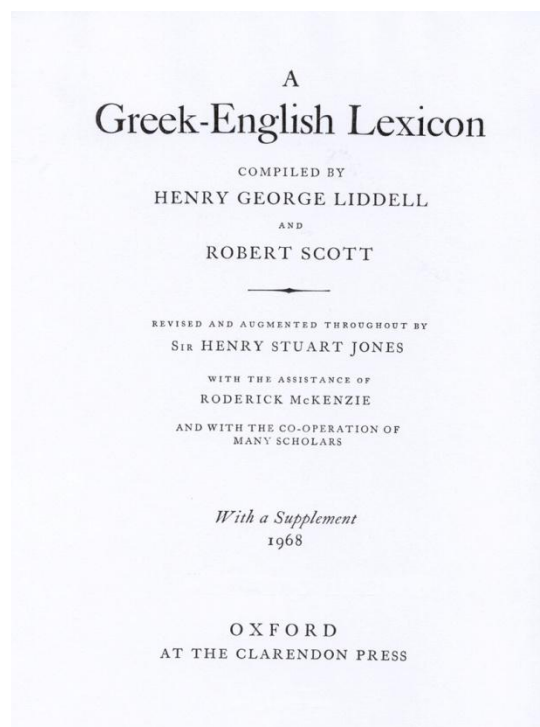 A
Greek-English Lexicon
COMPILED BY
HENRY GEORGE LIDDELL
AND
ROBERT SCOTT
REVISED AND AUGMENTED THROUGHOUT BY
SIR HENRY STUART JONES
WITH THE ASSISTANCE OF
RODERICK McKENZIE
AND WITH THE CO-OPERATION OF
MANY SCHOLARS
With a Supplement
1968
OXFORD
AT THE CLARENDON PRESS